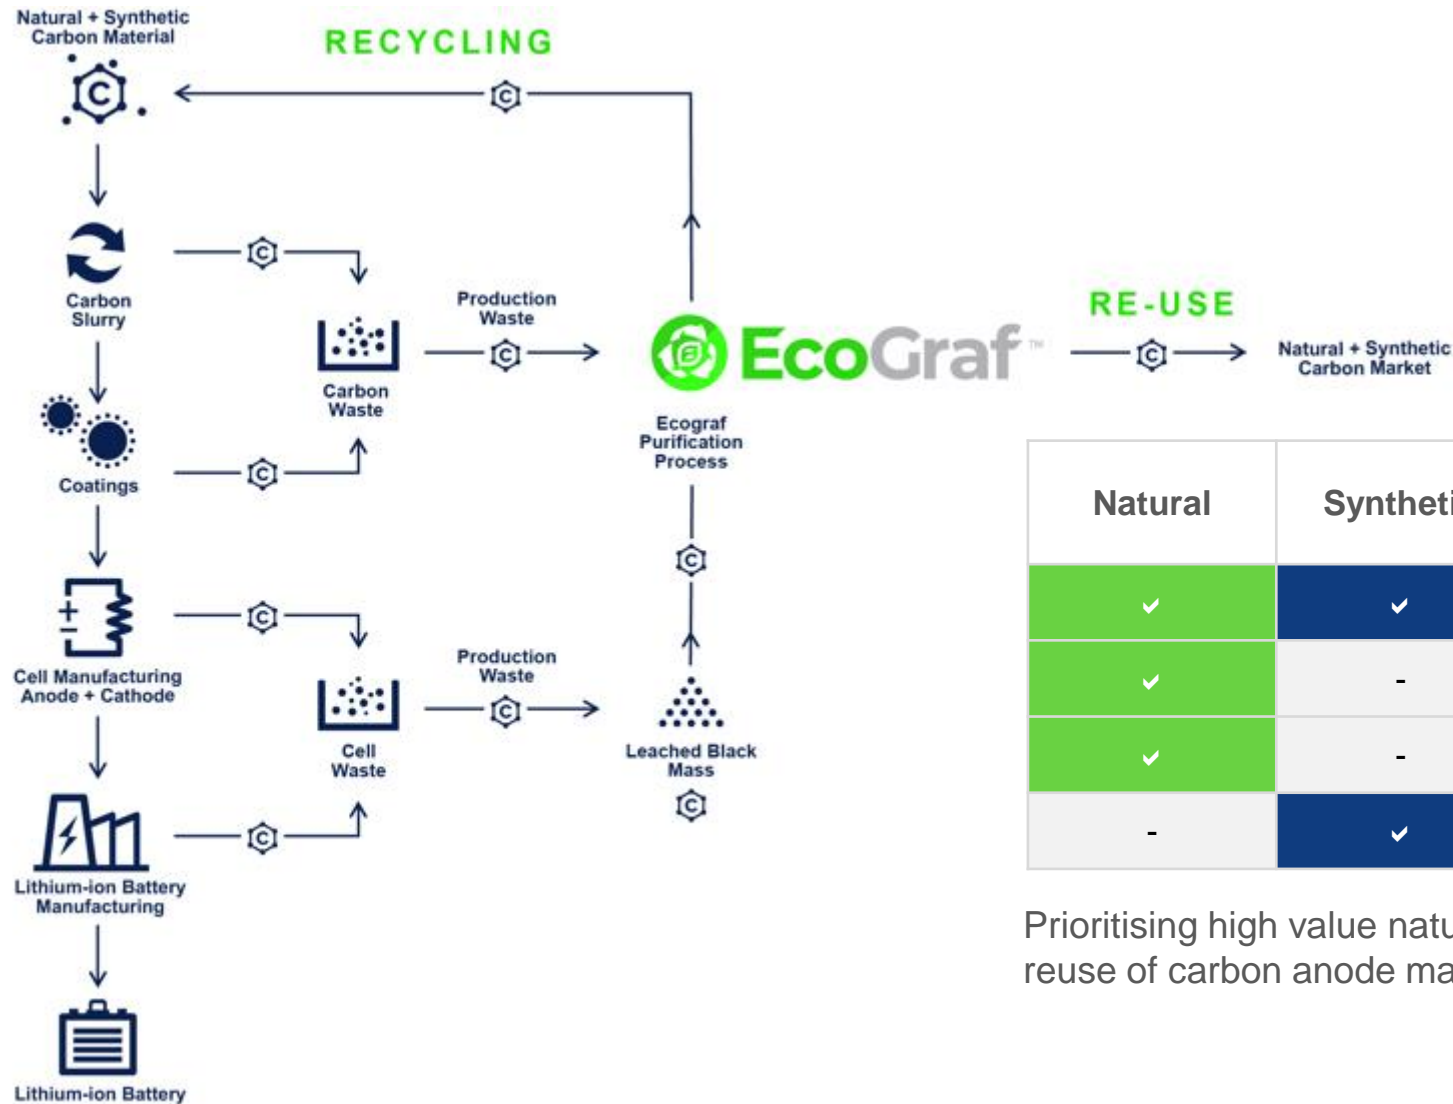 Natural + Synthetic
Carbon Material
RECYCLING
C
C
Carbon
Slurry
C
Carbon
Waste
Production
Waste
C
EcoGraf™
Ecograf
Purification
Process
RE-USE
C
Natural + Synthetic
Carbon Market
Coatings
C
C
Cell Manufacturing
Anode + Cathode
C
Cell
Waste
Production
Waste
C
Leached Black
Mass
C
Lithium-ion Battery
Manufacturing
C
Lithium-ion Battery
Natural
-
-
-
Prioritising high value
reuse of carbon anode